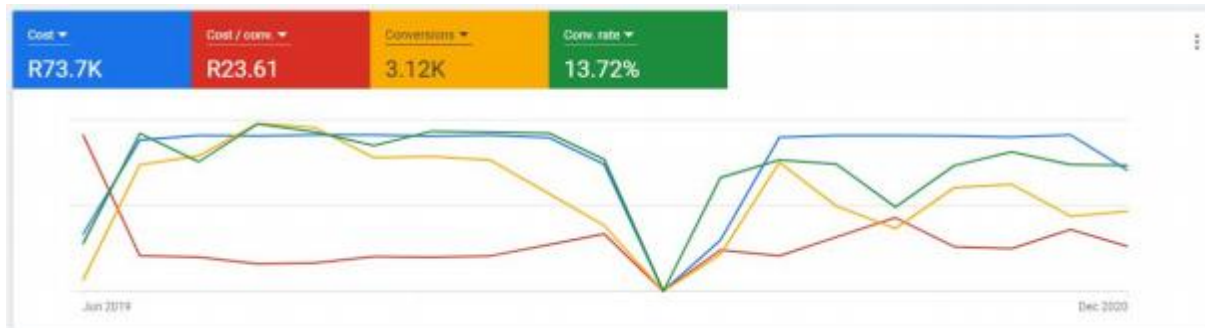 Cost
Cost / conv.
Conversions
Conv. rate
R73.7K
R23.61
3.12K
13.72%
Jun 2019
Dec 2020